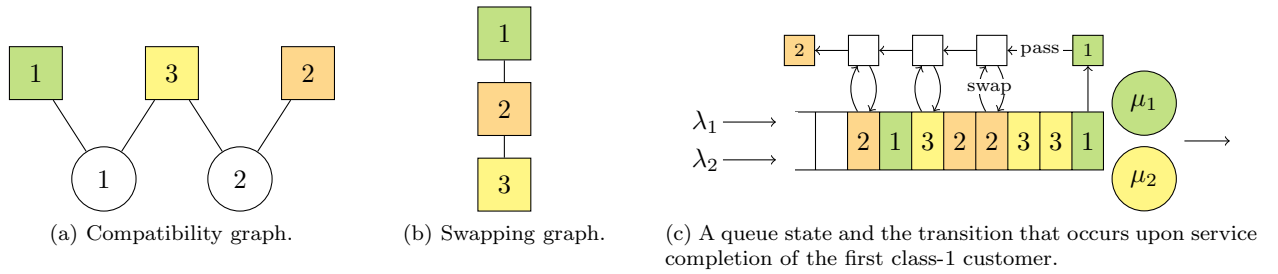 1
3
2
1
2
(a) Compatibility graph.
1
2
3
(b) Swapping graph.
2
pass
1
swap
λ₁
λ₂
2 1 3 2 2 3 3 1
μ₁
μ₂
(c) A queue state and the transition that occurs upon service
completion of the first class-1 customer.